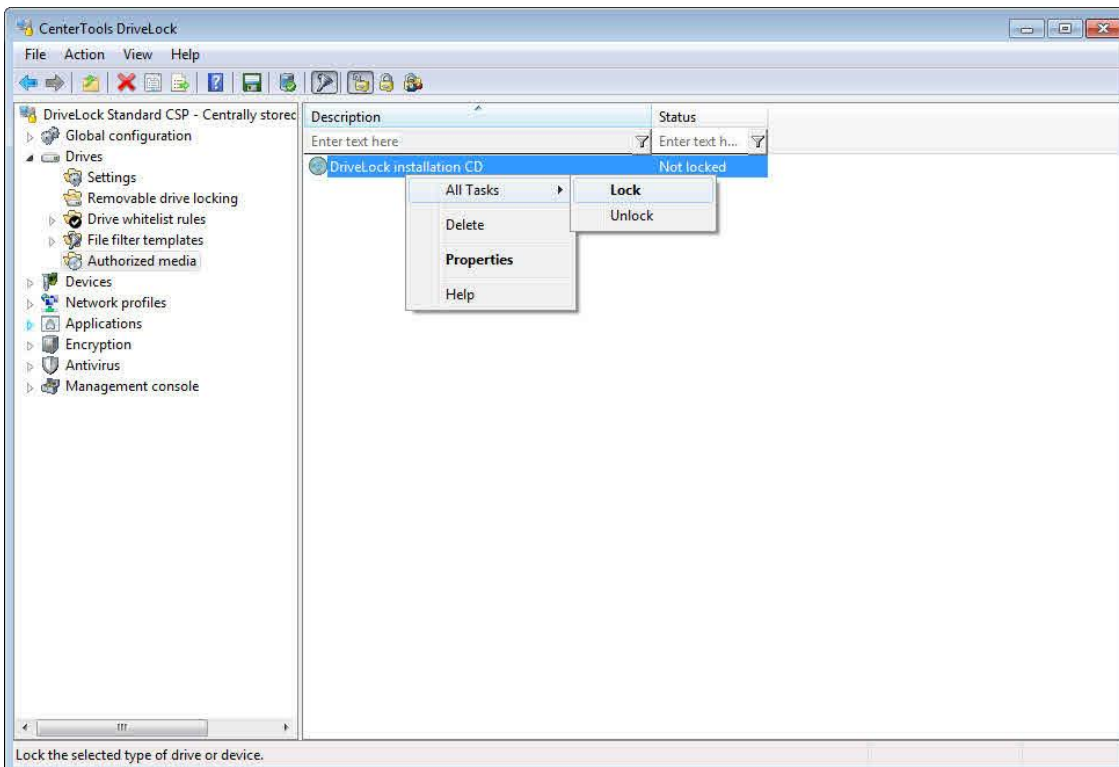 CenterTools DriveLock
File Action View Help
DriveLock Standard CSP - Centrally storec
Global configuration
Drives
Settings
Removable drive locking
Drive whitelist rules
File filter templates
Authorized media
Devices
Network profiles
Applications
Encryption
Antivirus
Management console
Description Status
Enter text here Enter text h...
DriveLock installation CD Not locked
All Tasks
Delete
Properties
Help
Lock
Unlock
Lock the selected type of drive or device.